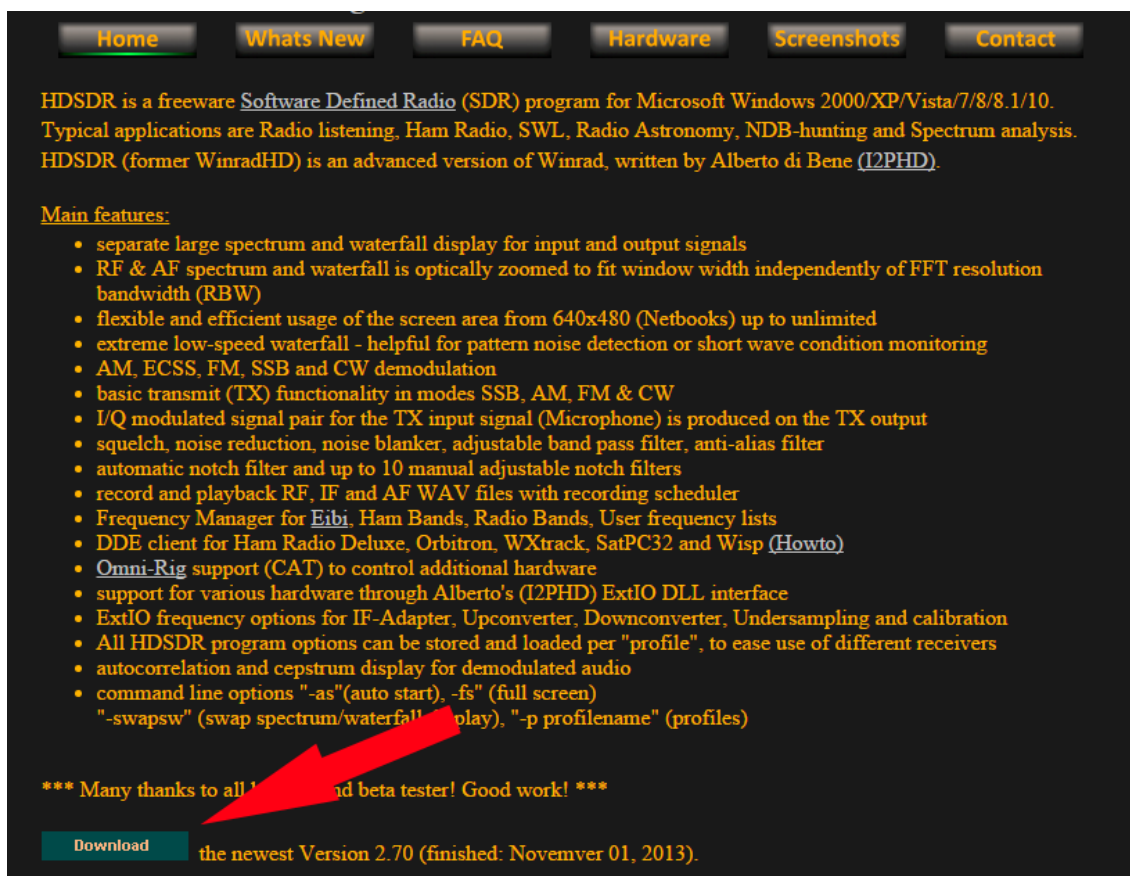 Home Whats New FAQ Hardware Screenshots Contact
HDSDR is a freeware Software Defined Radio (SDR) program for Microsoft Windows 2000/XP/Vista/7/8/8.1/10.
Typical applications are Radio listening, Ham Radio, SWL, Radio Astronomy, NDB-hunting and Spectrum analysis.
HDSDR (former WinradHD) is an advanced version of Winrad, written by Alberto di Bene (I2PHD).
Main features:
• separate large spectrum and waterfall display for input and output signals
• RF & AF spectrum and waterfall is optically zoomed to fit window width independently of FFT resolution
bandwidth (RBW)
• flexible and efficient usage of the screen area from 640x480 (Netbooks) up to unlimited
• extreme low-speed waterfall - helpful for pattern noise detection or short wave condition monitoring
• AM, ECSS, FM, SSB and CW demodulation
• basic transmit (TX) functionality in modes SSB, AM, FM & CW
• I/Q modulated signal pair for the TX input signal (Microphone) is produced on the TX output
• squelch, noise reduction, noise blanker, adjustable band pass filter, anti-alias filter
• automatic notch filter and up to 10 manual adjustable notch filters
• record and playback RF, IF and AF WAV files with recording scheduler
• Frequency Manager for Eibi, Ham Bands, Radio Bands, User frequency lists
• DDE client for Ham Radio Deluxe, Orbitron, WXtrack, SatPC32 and Wisp (Howto)
• Omni-Rig support (CAT) to control additional hardware
• support for various hardware through Alberto's (I2PHD) ExtIO DLL interface
• ExtIO frequency options for IF-Adapter, Upconverter, Downconverter, Undersampling and calibration
• All HDSDR program options can be stored and loaded per "profile", to ease use of different receivers
• autocorrelation and cepstrum display for demodulated audio
• command line options "-as"(auto start), -fs" (full screen)
"-swapsw" (swap spectrum/waterfall "-p profilename" (profiles)
*** Many thanks to all beta tester! Good work! ***
Download the newest Version 2.70 (finished: Novemver 01, 2013).